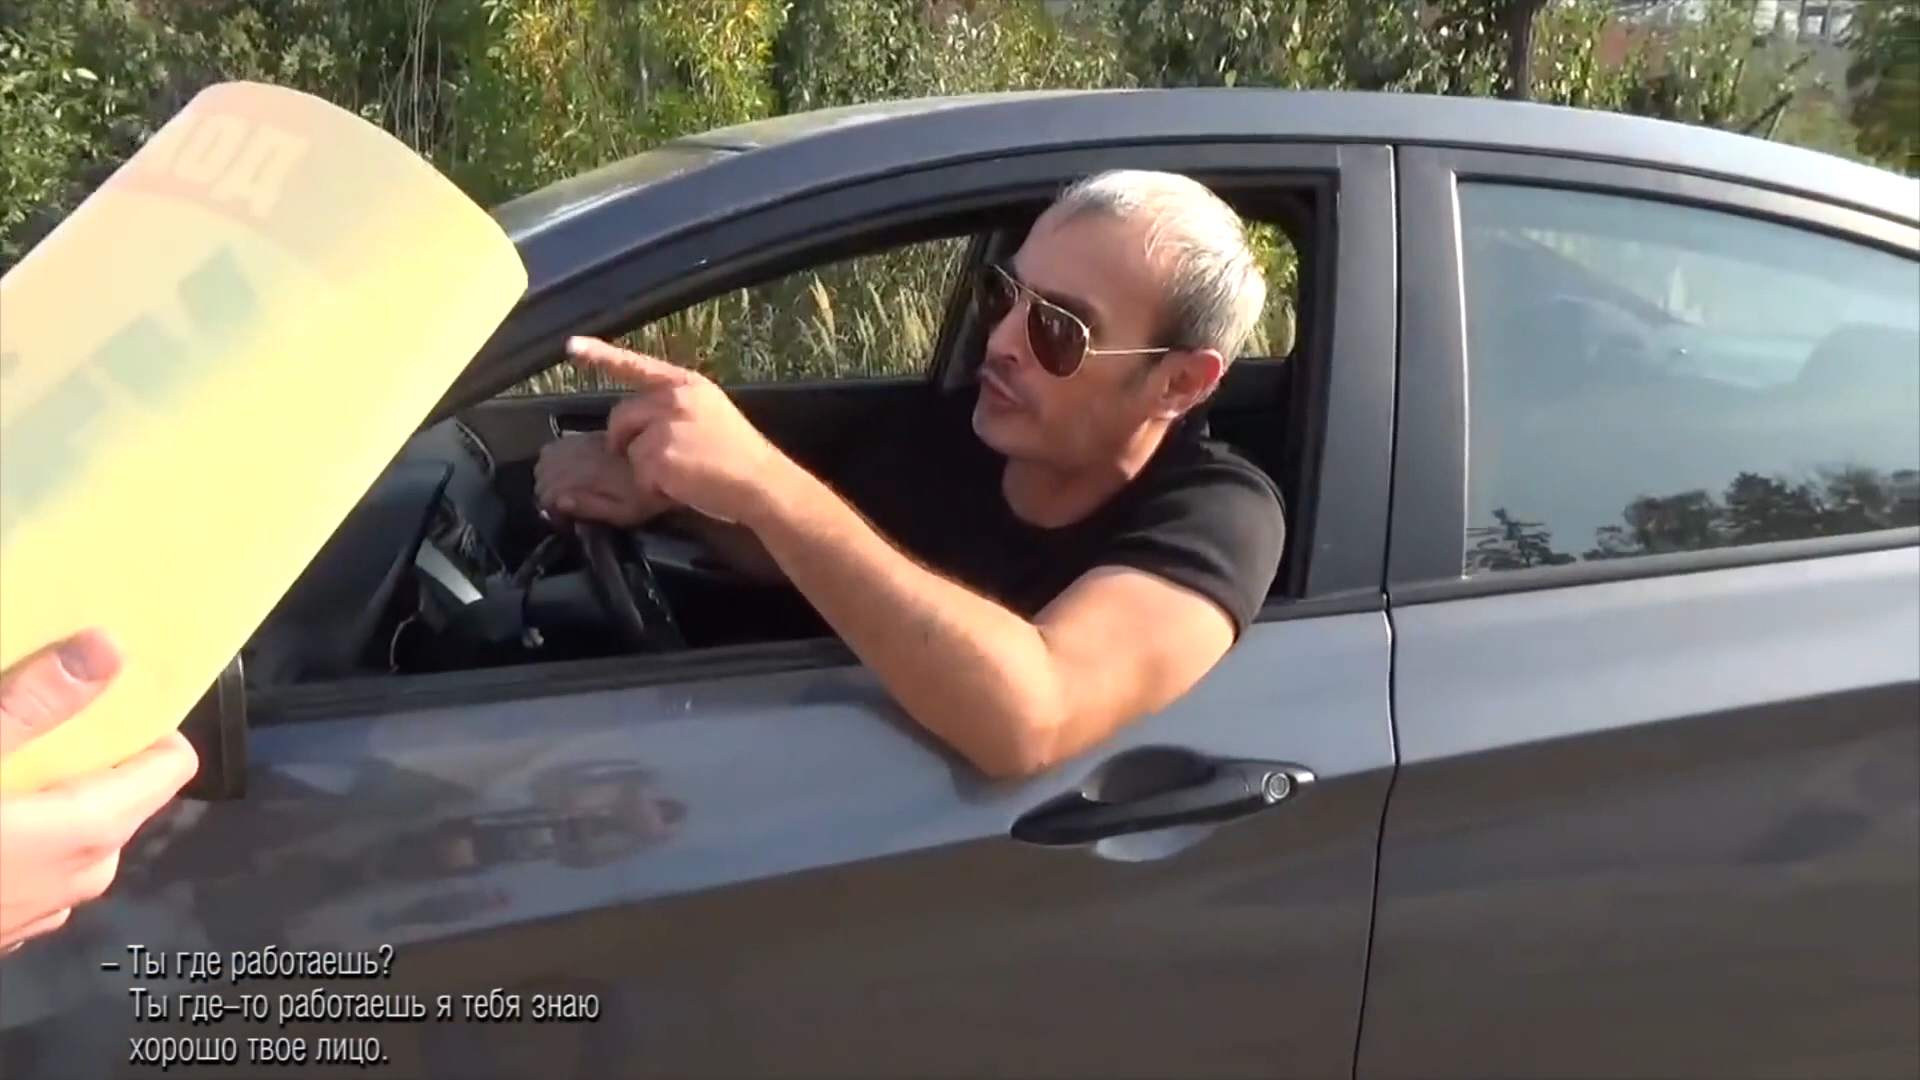 – Ты где работаешь?
Ты где–то работаешь я тебя знаю
хорошо твое лицо.